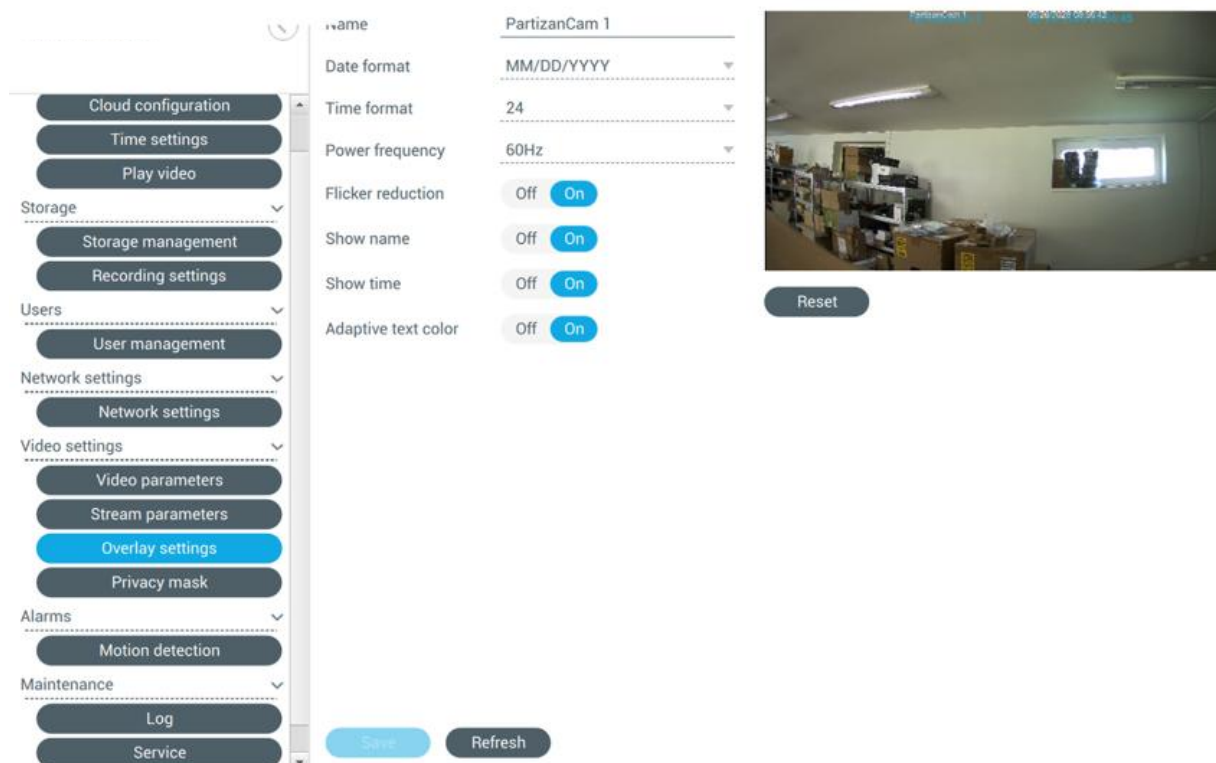 Name
PartizanCam 1
Date format
MM/DD/YYYY
Time format
24
Power frequency
60Hz
Flicker reduction
Off On
Show name
Off On
Show time
Off On
Adaptive text color
Off On
Cloud configuration
Time settings
Play video
Storage
Storage management
Recording settings
Users
User management
Network settings
Network settings
Video settings
Video parameters
Stream parameters
Overlay settings
Privacy mask
Alarms
Motion detection
Maintenance
Log
Service
Save
Refresh
PartizanCam 1
Reset